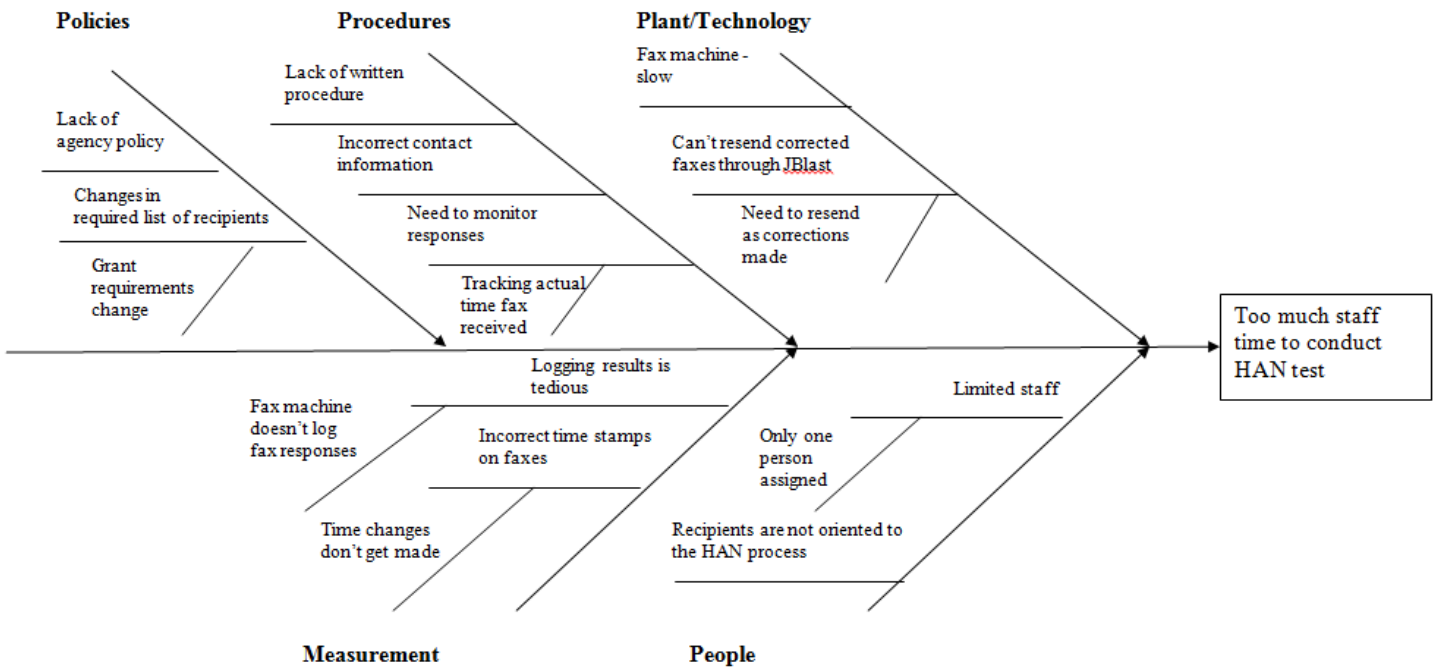 Policies
Procedures
Plant/Technology
Lack of
agency policy
Changes in
required list of recipients
Grant
requirements
change
Lack of written
procedure
Incorrect contact
information
Need to monitor
responses
Tracking actual
time fax
received
Fax machine -
slow
Can't resend corrected
faxes through JBlast
Need to resend
as corrections
made
Too much staff
time to conduct
HAN test
Logging results is
tedious
Fax machine
doesn't log
fax responses
Incorrect time stamps
on faxes
Time changes
don't get made
Limited staff
Only one
person
assigned
Recipients are not oriented to
the HAN process
Measurement
People